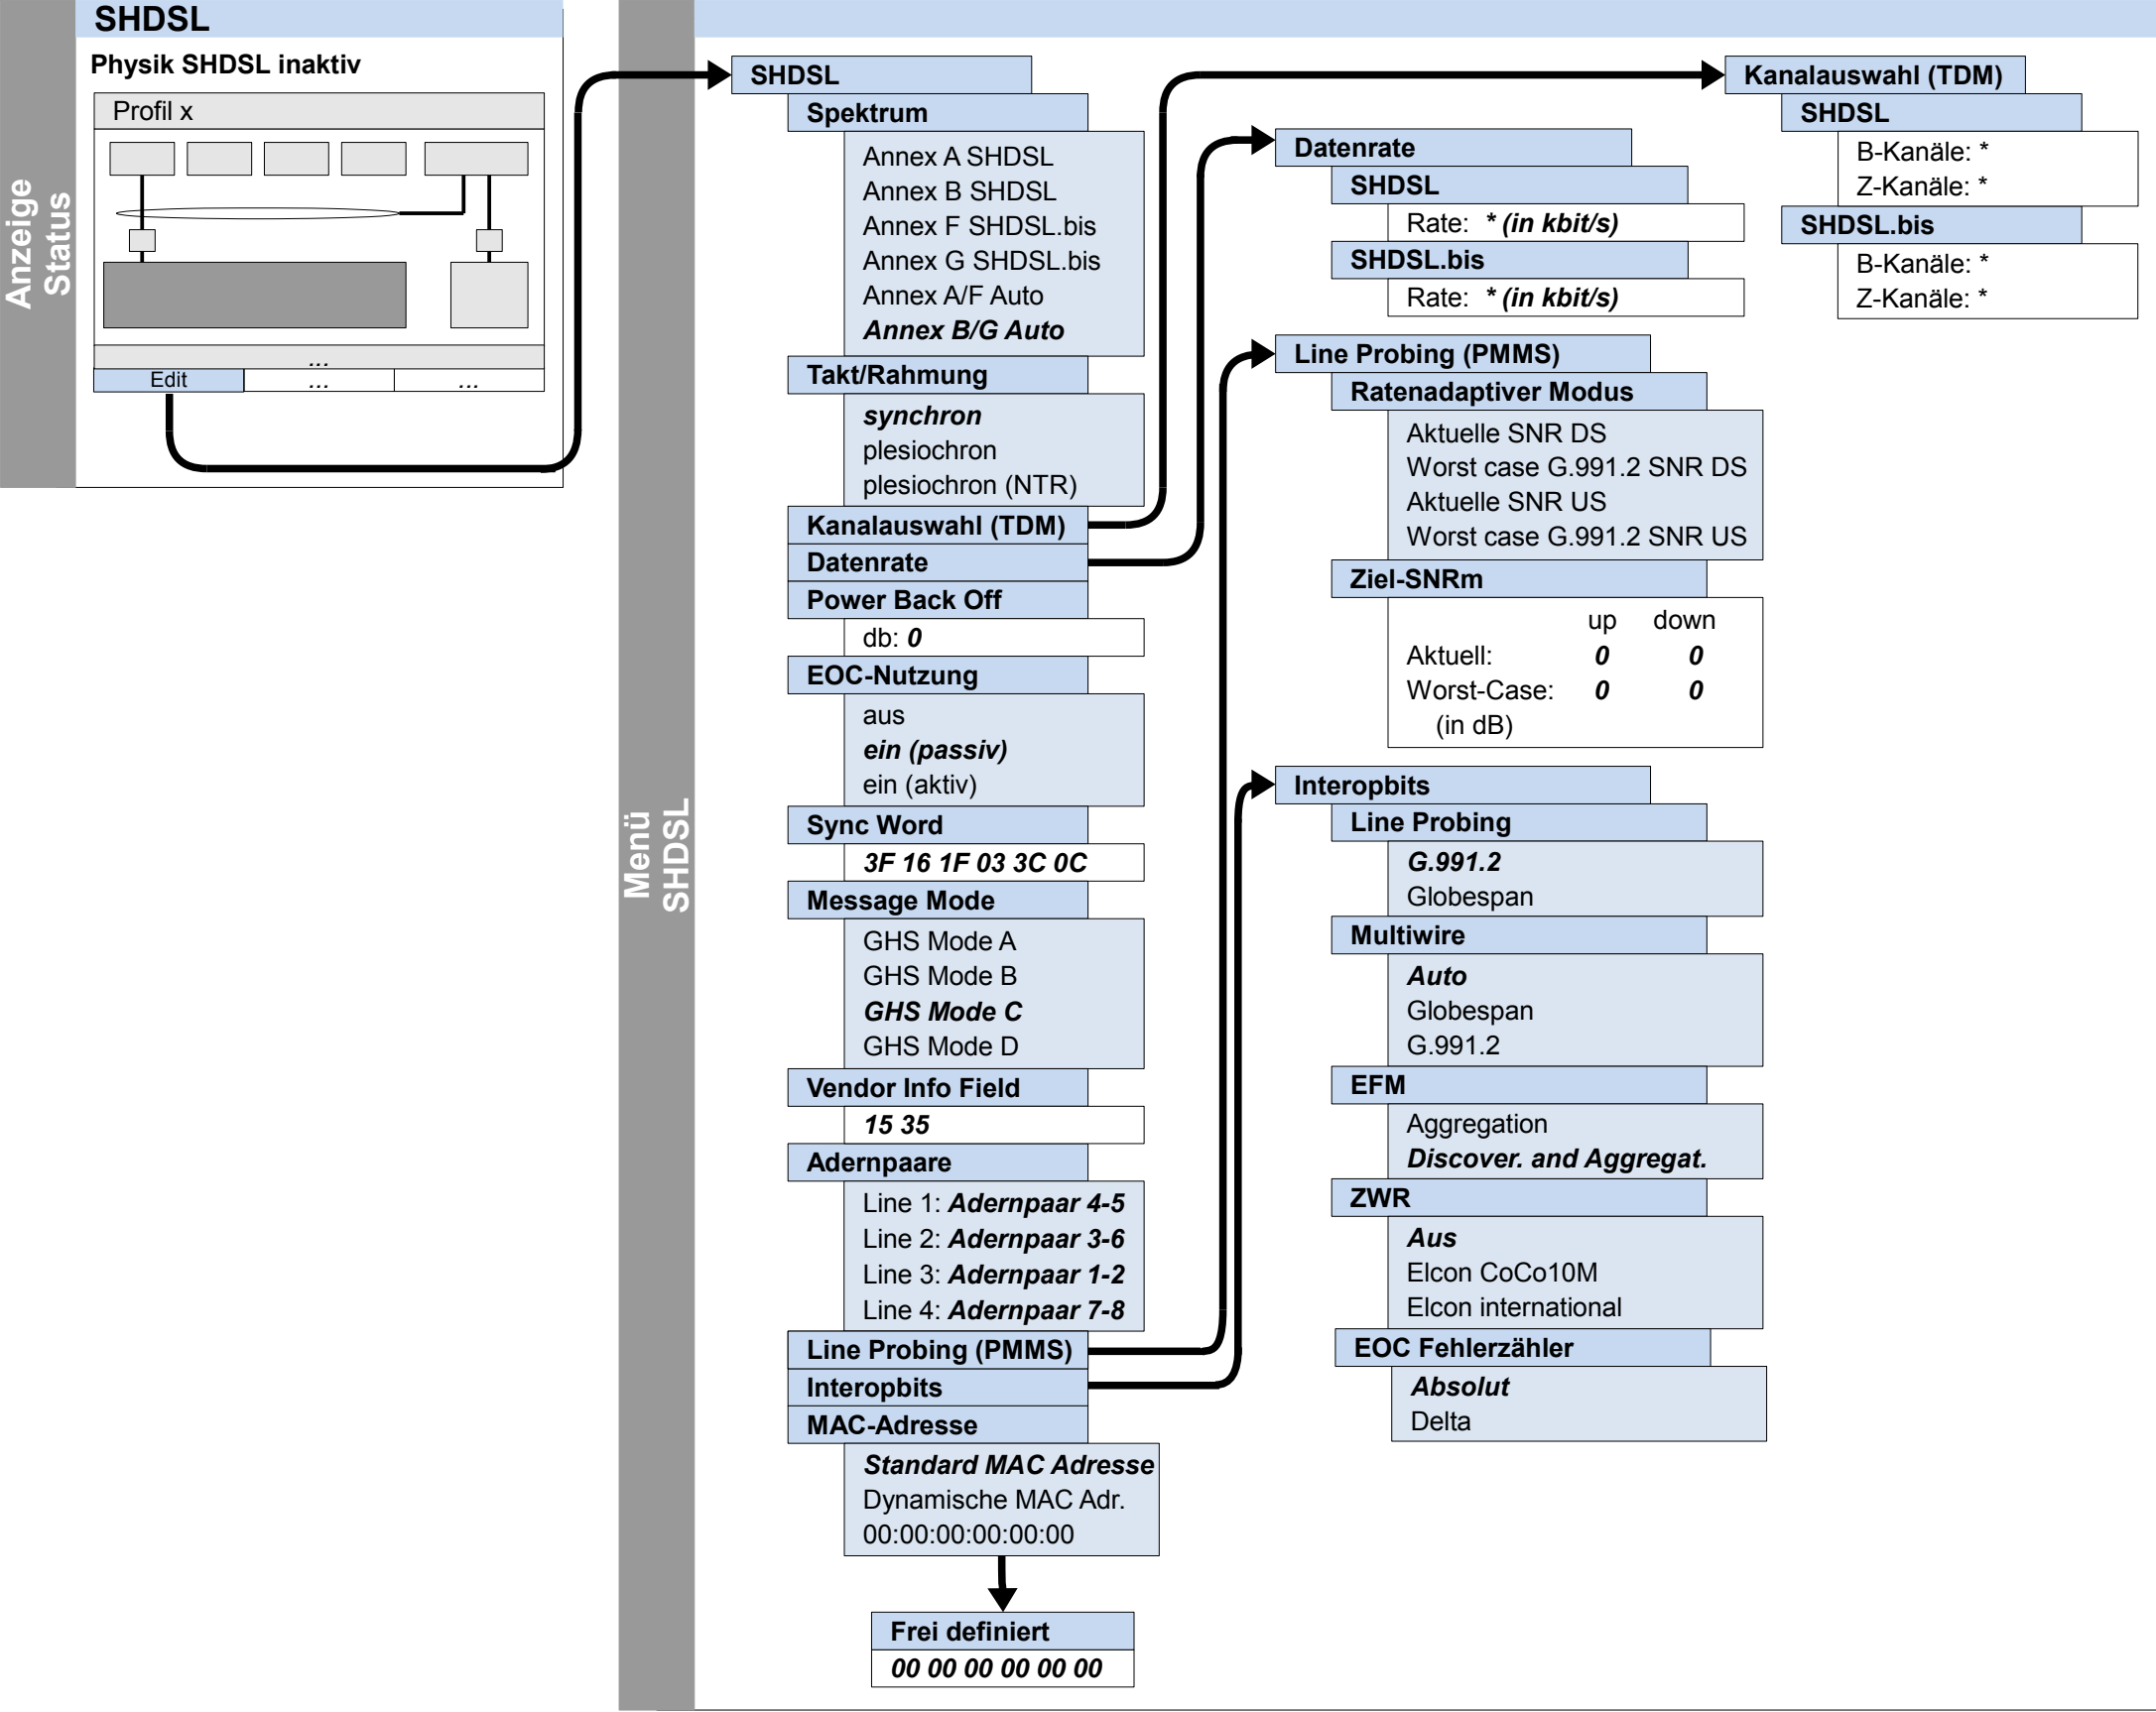 SHDSL
Physik SHDSL inaktiv
Profil x
...
Edit
...
...
Anzeige
Status
Menü
SHDSL
SHDSL
Spektrum
Annex A SHDSL
Annex B SHDSL
Annex F SHDSL.bis
Annex G SHDSL.bis
Annex A/F Auto
Annex B/G Auto
Takt/Rahmung
synchron
plesiochron
plesiochron (NTR)
Kanalauswahl (TDM)
Datenrate
Power Back Off
db: 0
EOC-Nutzung
aus
ein (passiv)
ein (aktiv)
Sync Word
3F 16 1F 03 3C 0C
Message Mode
GHS Mode A
GHS Mode B
GHS Mode C
GHS Mode D
Vendor Info Field
15 35
Adernpaare
Line 1: Adernpaar 4-5
Line 2: Adernpaar 3-6
Line 3: Adernpaar 1-2
Line 4: Adernpaar 7-8
Line Probing (PMMS)
Interopbits
MAC-Adresse
Standard MAC Adresse
Dynamische MAC Adr.
00:00:00:00:00:00
Frei definiert
00 00 00 00 00 00
Datenrate
SHDSL
Rate: * (in kbit/s)
SHDSL.bis
Rate: * (in kbit/s)
Line Probing (PMMS)
Ratenadaptiver Modus
Aktuelle SNR DS
Worst case G.991.2 SNR DS
Aktuelle SNR US
Worst case G.991.2 SNR US
Ziel-SNRm
up down
Aktuell: 0 0
Worst-Case: 0 0
(in dB)
Interopbits
Line Probing
G.991.2
Globespan
Multiwire
Auto
Globespan
G.991.2
EFM
Aggregation
Discover. and Aggregat.
ZWR
Aus
Elcon CoCo10M
Elcon international
EOC Fehlerzähler
Absolut
Delta
Kanalauswahl (TDM)
SHDSL
B-Kanäle: *
Z-Kanäle: *
SHDSL.bis
B-Kanäle: *
Z-Kanäle: *